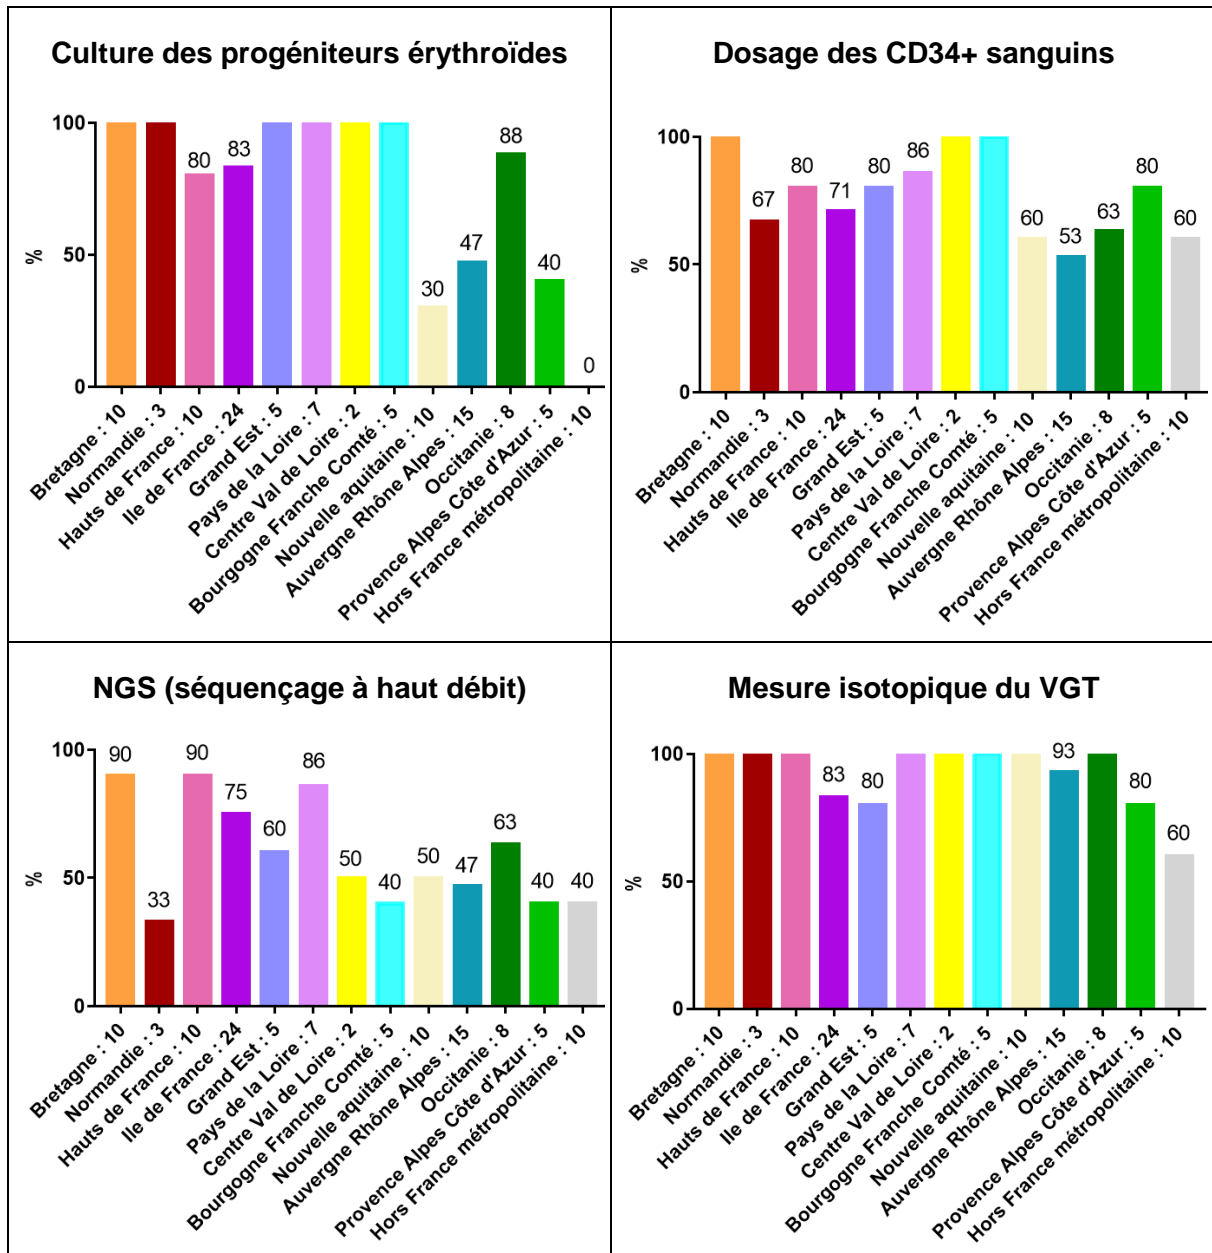 Culture des progéniteurs érythroïdes
%
100
50
0
80
83
30
47
88
40
0
Bretagne : 10
Normandie : 3
Hauts de France : 10
Ile de France : 24
Grand Est : 5
Pays de la Loire : 7
Centre Val de Loire : 2
Bourgogne Franche Comté : 5
Nouvelle aquitaine : 10
Auvergne Rhône Alpes : 15
Occitanie : 8
Provence Alpes Côte d'Azur : 5
Hors France métropolitaine : 10
Dosage des CD34+ sanguins
%
100
50
0
67
80
71
80
86
60
53
63
80
60
Bretagne : 10
Normandie : 3
Hauts de France : 10
Ile de France : 24
Grand Est : 5
Pays de la Loire : 7
Centre Val de Loire : 2
Bourgogne Franche Comté : 5
Nouvelle aquitaine : 10
Auvergne Rhône Alpes : 15
Occitanie : 8
Provence Alpes Côte d'Azur : 5
Hors France métropolitaine : 10
NGS (séquençage à haut débit)
%
100
50
0
90
33
90
75
60
86
50
40
50
47
63
40
40
Bretagne : 10
Normandie : 3
Hauts de France : 10
Ile de France : 24
Grand Est : 5
Pays de la Loire : 7
Centre Val de Loire : 2
Bourgogne Franche Comté : 5
Nouvelle aquitaine : 10
Auvergne Rhône Alpes : 15
Occitanie : 8
Provence Alpes Côte d'Azur : 5
Hors France métropolitaine : 10
Mesure isotopique du VGT
%
100
50
0
83
80
93
80
60
Bretagne : 10
Normandie : 3
Hauts de France : 10
Ile de France : 24
Grand Est : 5
Pays de la Loire : 7
Centre Val de Loire : 2
Bourgogne Franche Comté : 5
Nouvelle aquitaine : 10
Auvergne Rhône Alpes : 15
Occitanie : 8
Provence Alpes Côte d'Azur : 5
Hors France métropolitaine : 10